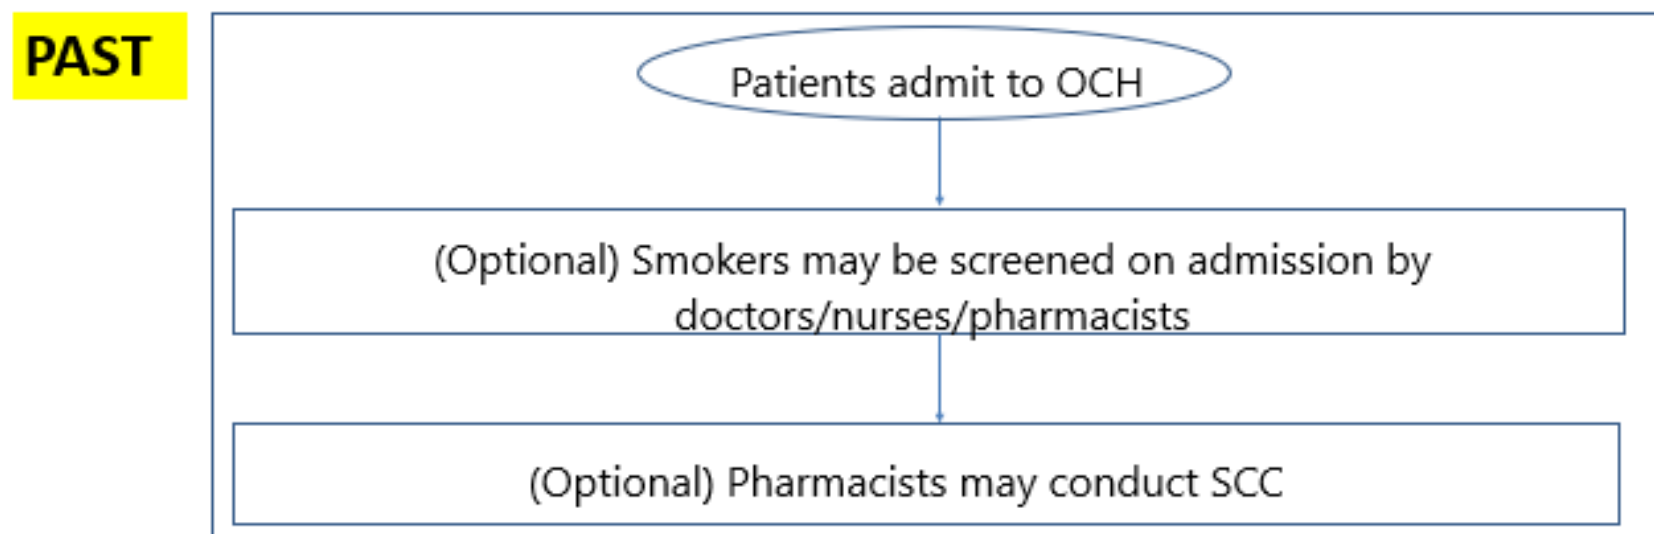 PAST
Patients admit to OCH
(Optional) Smokers may be screened on admission by
doctors/nurses/pharmacists
(Optional) Pharmacists may conduct SCC